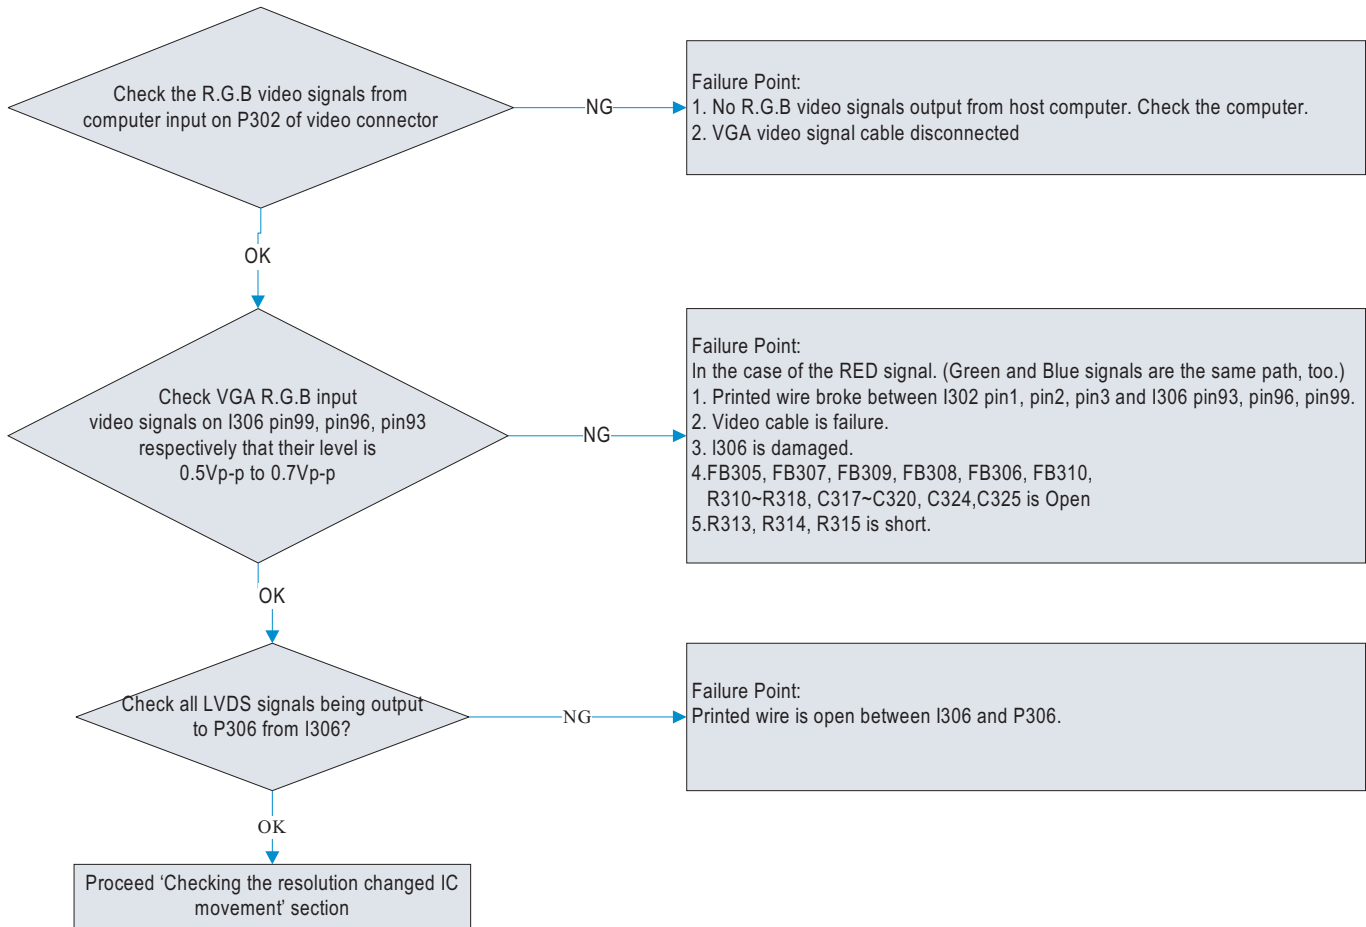 Check the R.G.B video signals from
computer input on P302 of video connector
NG
Failure Point:
1. No R.G.B video signals output from host computer. Check the computer.
2. VGA video signal cable disconnected
OK
Check VGA R.G.B input
video signals on I306 pin99, pin96, pin93
respectively that their level is
0.5Vp-p to 0.7Vp-p
NG
Failure Point:
In the case of the RED signal. (Green and Blue signals are the same path, too.)
1. Printed wire broke between I302 pin1, pin2, pin3 and I306 pin93, pin96, pin99.
2. Video cable is failure.
3. I306 is damaged.
4.FB305, FB307, FB309, FB308, FB306, FB310,
R310~R318, C317~C320, C324,C325 is Open
5.R313, R314, R315 is short.
OK
Check all LVDS signals being output
to P306 from I306?
NG
Failure Point:
Printed wire is open between I306 and P306.
OK
Proceed ‘Checking the resolution changed IC
movement’ section